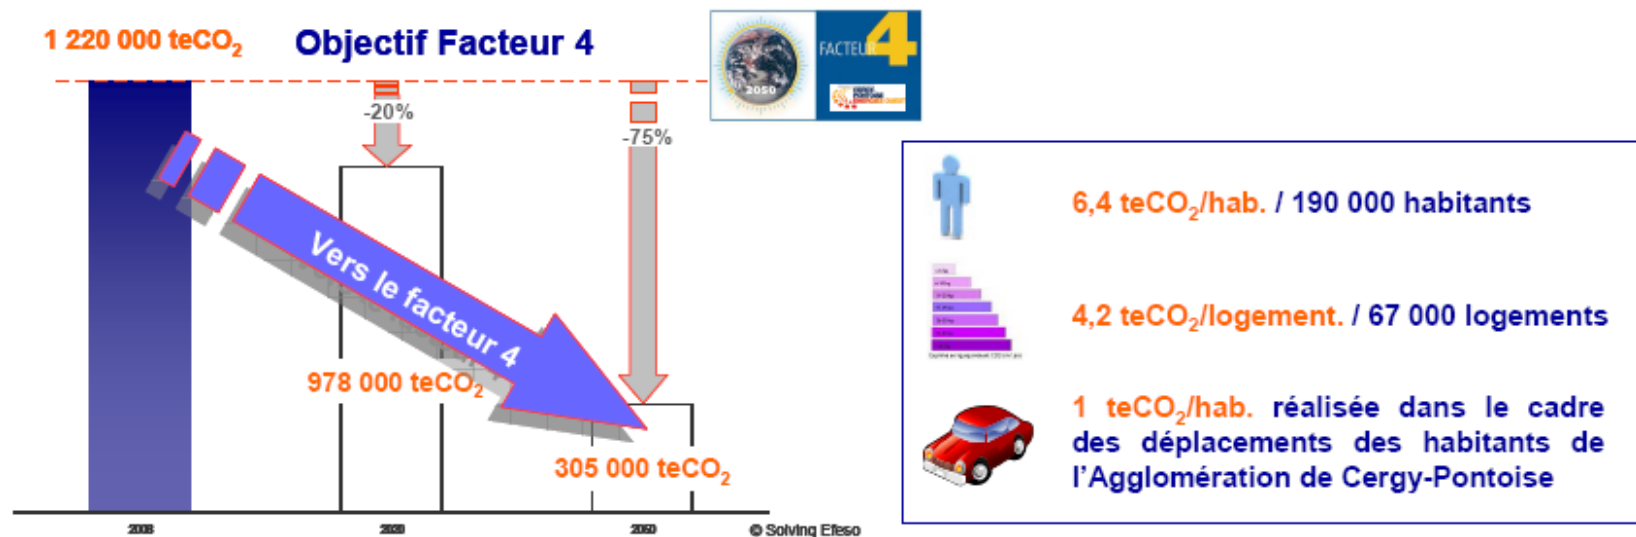 1 220 000 teCO₂
Objectif Facteur 4
2050
FACTEUR 4
CERGY
PONTOISE
-20%
-75%
Vers le facteur 4
978 000 teCO₂
305 000 teCO₂
2020
© Solving Efeso
6,4 teCO₂/hab. / 190 000 habitants
4,2 teCO₂/logement. / 67 000 logements
1 teCO₂/hab. réalisée dans le cadre
des déplacements des habitants de
l'Agglomération de Cergy-Pontoise